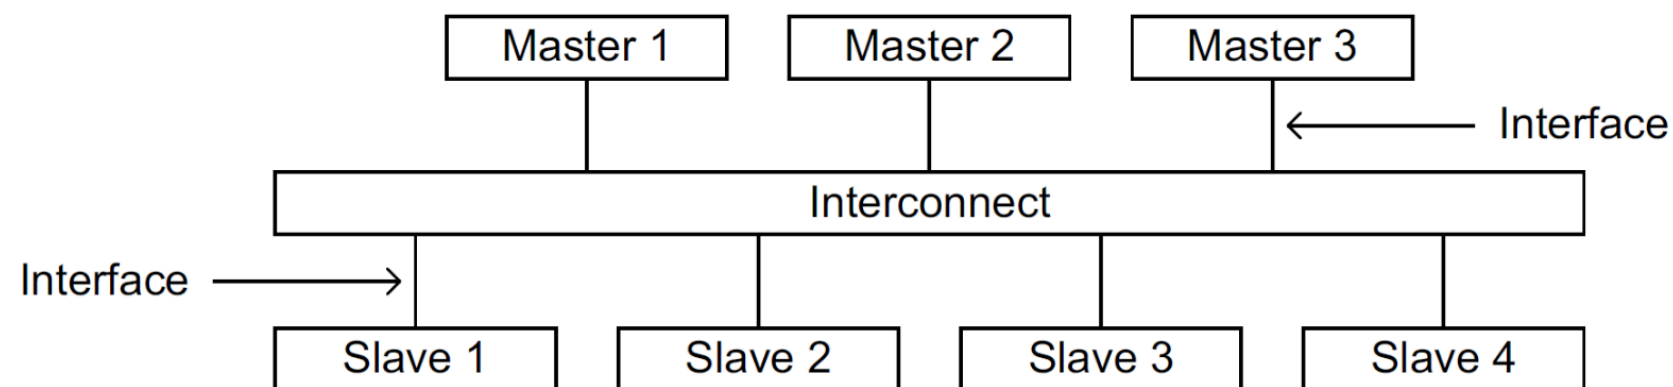 Master 1 Master 2 Master 3
Interface
Interconnect
Interface
Slave 1 Slave 2 Slave 3 Slave 4